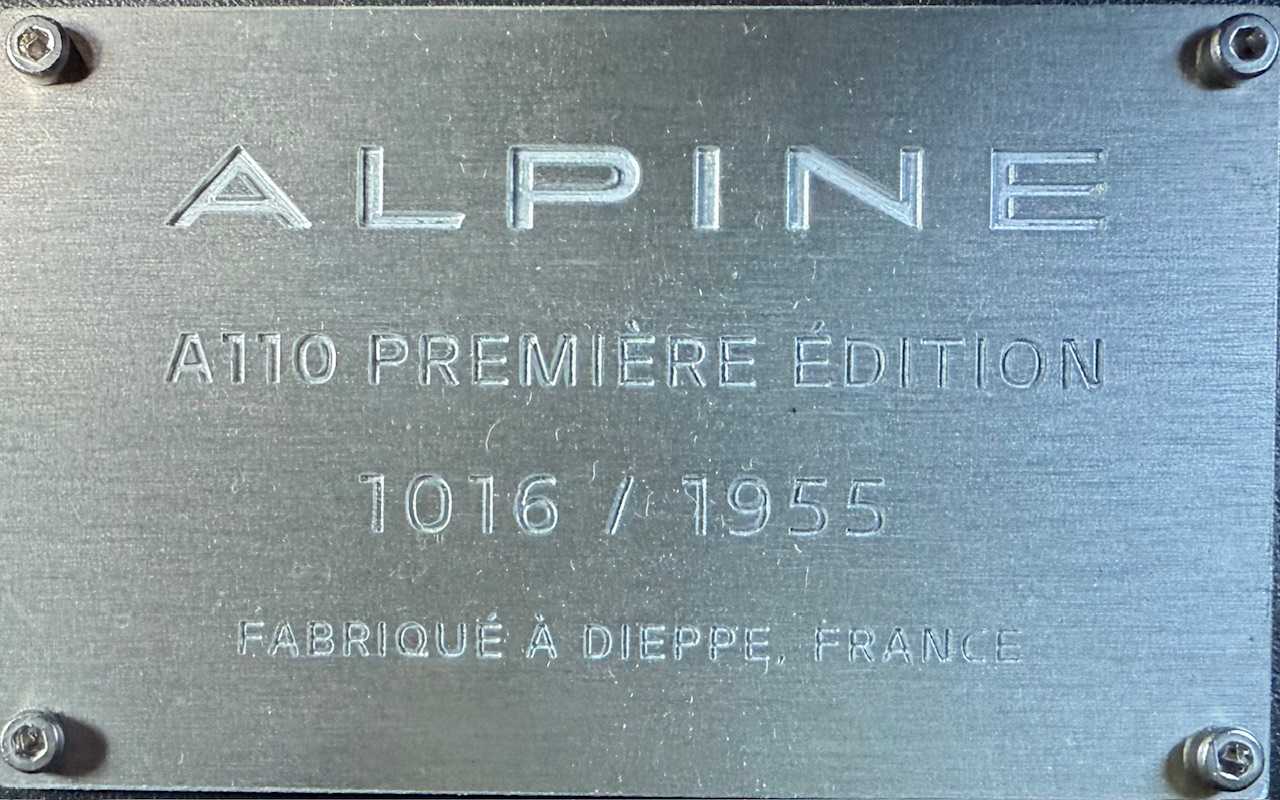 ALPINE
A110 PREMIÈRE ÉDITION
1016 / 1955
FABRIQUÉ À DIEPPE, FRANCE